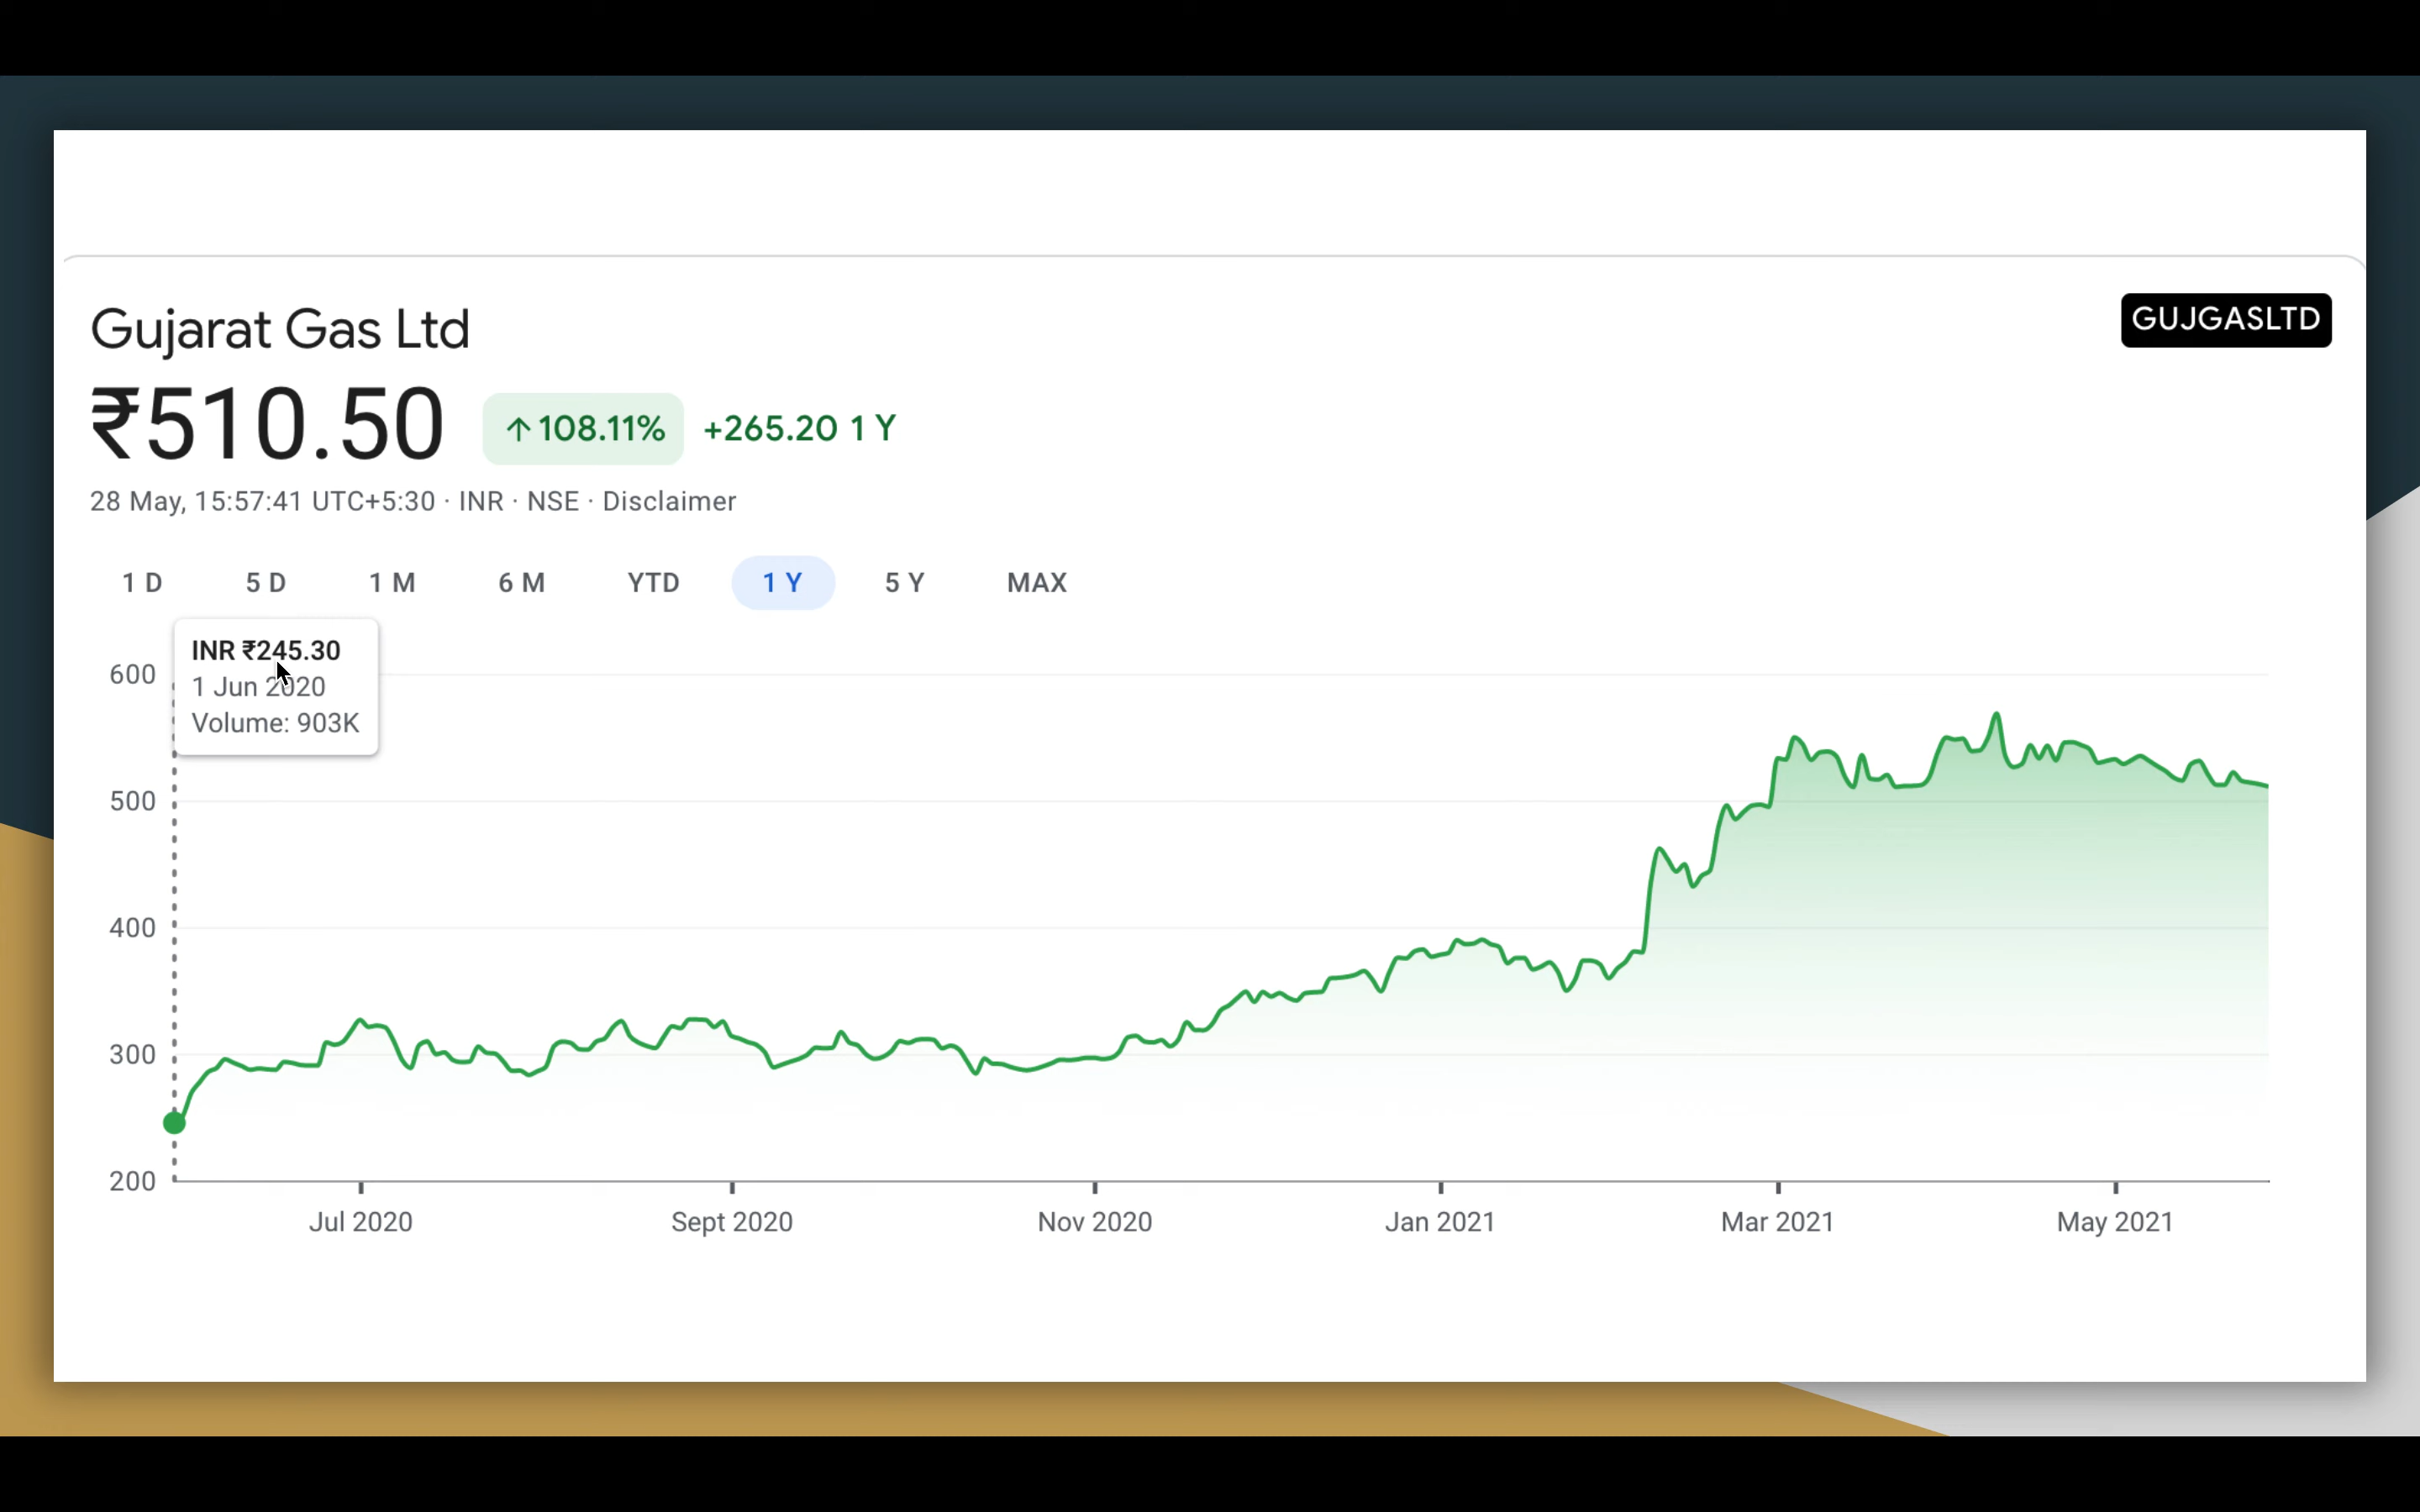 Gujarat Gas Ltd
GUJGASLTD
₹510.50 ↑108.11% +265.20 1 Y
28 May, 15:57:41 UTC+5:30 · INR · NSE · Disclaimer
1 D 5 D 1 M 6 M YTD 1 Y 5 Y MAX
INR ₹245.30
1 Jun 2020
Volume: 903K
600
500
400
300
200
Jul 2020 Sept 2020 Nov 2020 Jan 2021 Mar 2021 May 2021